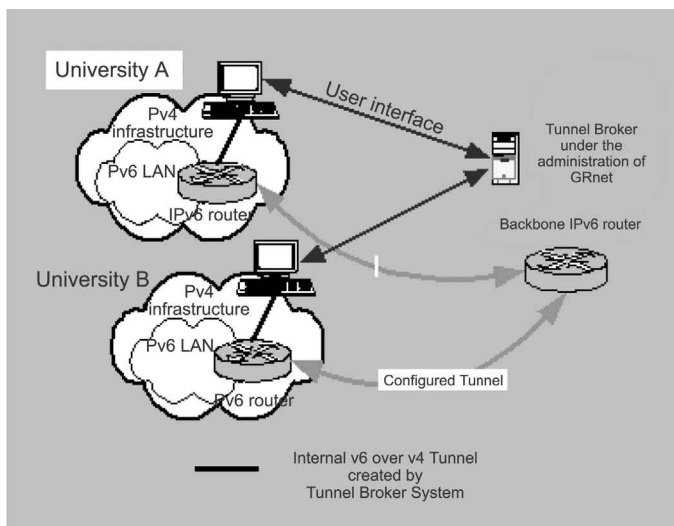 University A
Pv4
infrastructure
Pv6 LAN
IPv6 router
User interface
Tunnel Broker
under the
administration of
GRnet
Backbone IPv6 router
University B
Pv4
infrastructure
Pv6 LAN
Pv6 router
Configured Tunnel
Internal v6 over v4 Tunnel
created by
Tunnel Broker System